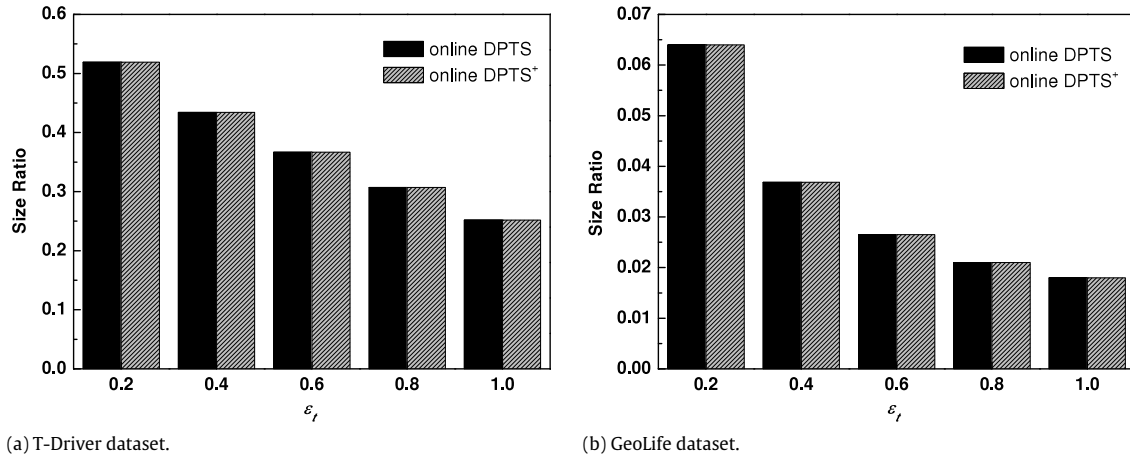 0.6
0.5
0.4
0.3
0.2
0.1
0.0
Size Ratio
online DPTS
online DPTS⁺
0.2 0.4 0.6 0.8 1.0
εₜ
(a) T-Driver dataset.
0.07
0.06
0.05
0.04
0.03
0.02
0.01
0.00
Size Ratio
online DPTS
online DPTS⁺
0.2 0.4 0.6 0.8 1.0
εₜ
(b) GeoLife dataset.